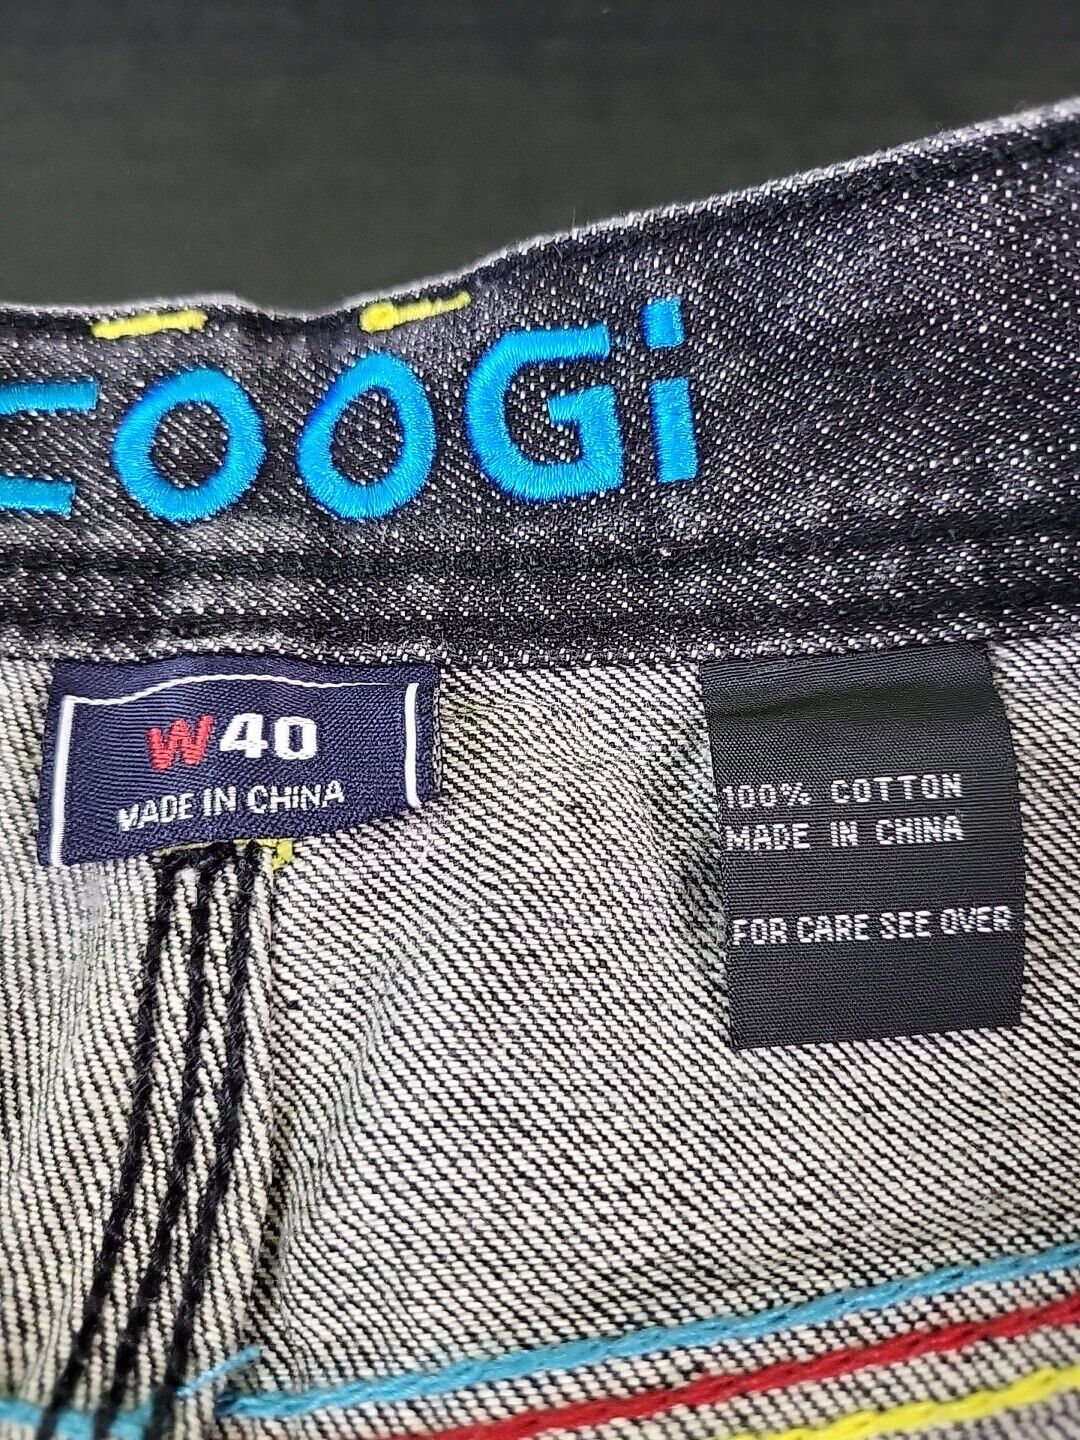 COOGi
W40
MADE IN CHINA
100% COTTON
MADE IN CHINA
FOR CARE SEE OVER